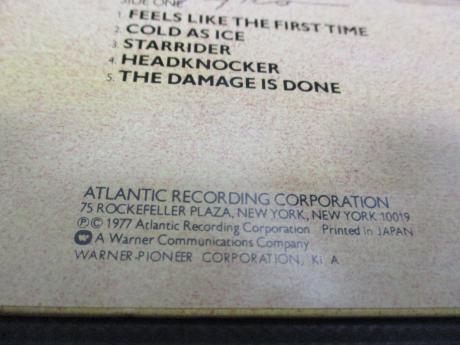 SIDE ONE
1. FEELS LIKE THE FIRST TIME
2. COLD AS ICE
3. STARRIDER
4. HEADKNOCKER
5. THE DAMAGE IS DONE
ATLANTIC RECORDING CORPORATION
75 ROCKEFELLER PLAZA, NEW YORK, NEW YORK 10019
℗© 1977 Atlantic Recording Corporation Printed in JAPAN
A Warner Communications Company
WARNER-PIONEER CORPORATION, Ki A